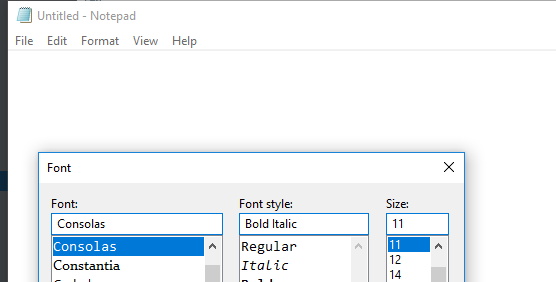 Untitled - Notepad
File Edit Format View Help
Font
Font: Font style: Size:
Consolas Bold Italic 11
Consolas Regular 11
Constantia Italic 12
14